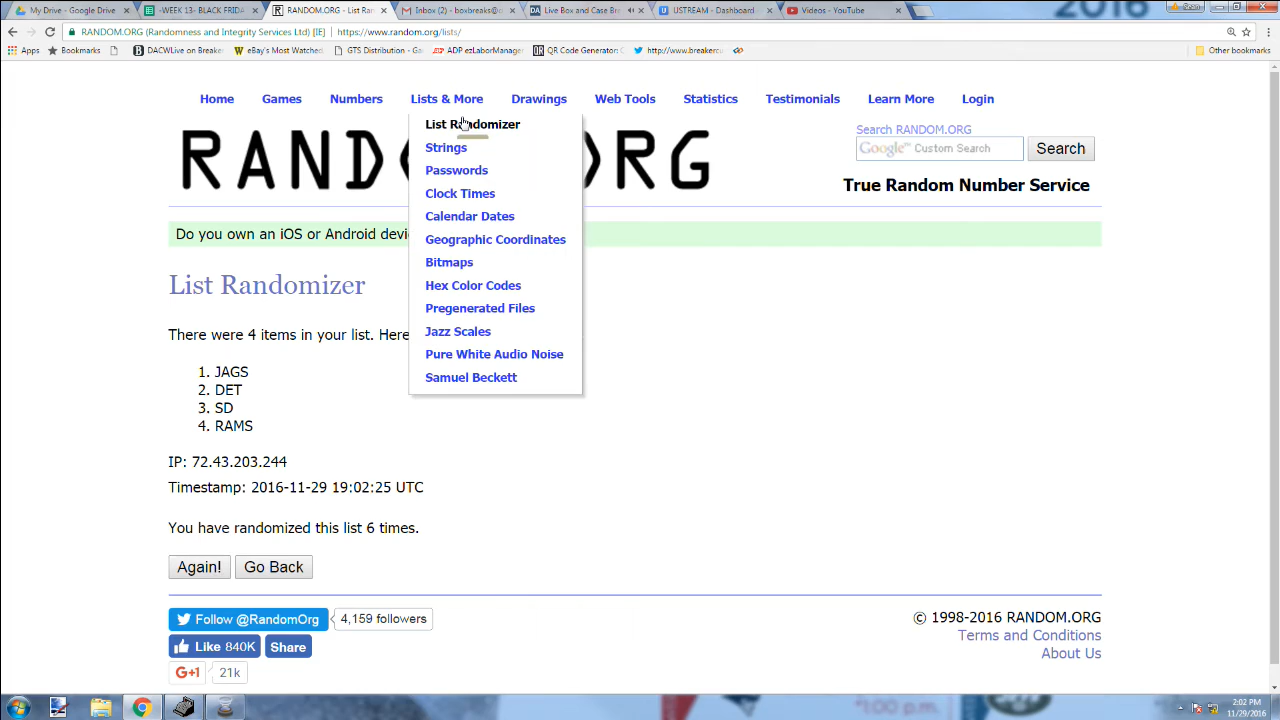 My Drive - Google Drive
-WEEK 13- BLACK FRIDA
RANDOM.ORG - List Ran
Inbox (2) - boxbreaks@
Live Box and Case Bre
USTREAM - Dashboard
Videos - YouTube
Sean
2016
RANDOM.ORG (Randomness and Integrity Services Ltd) [IE] | https://www.random.org/lists/
Apps
Bookmarks
DACWLive on Breaker
eBay's Most Watched
GTS Distribution - Ga
ADP ezLaborManager
QR Code Generator:
http://www.breakercu
Other bookmarks
Home
Games
Numbers
Lists & More
Drawings
Web Tools
Statistics
Testimonials
Learn More
Login
List Randomizer
Strings
Passwords
Clock Times
Calendar Dates
Geographic Coordinates
Bitmaps
Hex Color Codes
Pregenerated Files
Jazz Scales
Pure White Audio Noise
Samuel Beckett
RAND RG
Search RANDOM.ORG
Google™ Custom Search
Search
True Random Number Service
Do you own an iOS or Android devi
List Randomizer
There were 4 items in your list. Here
1. JAGS
2. DET
3. SD
4. RAMS
IP: 72.43.203.244
Timestamp: 2016-11-29 19:02:25 UTC
You have randomized this list 6 times.
Again!
Go Back
Follow @RandomOrg
4,159 followers
Like 840K
Share
G+1
21k
© 1998-2016 RANDOM.ORG
Terms and Conditions
About Us
2:02 PM
11/29/2016